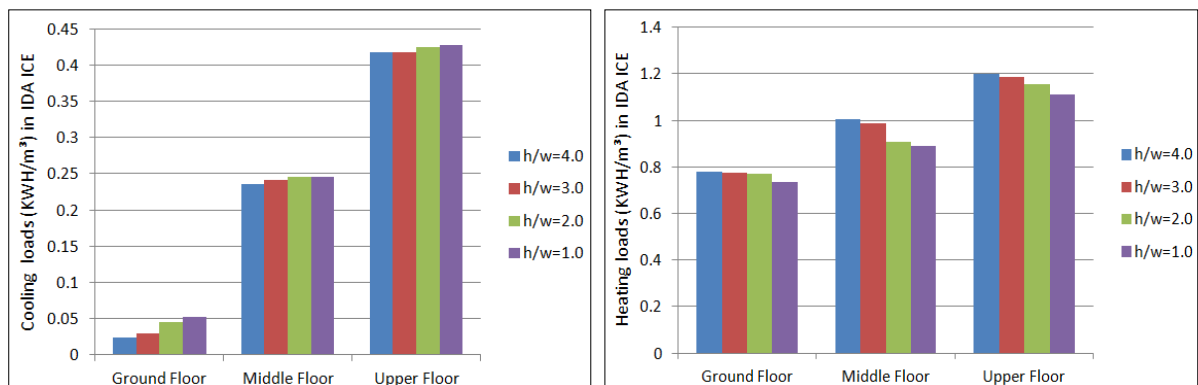 Cooling loads (KWH/m³) in IDA ICE
0.45
0.4
0.35
0.3
0.25
0.2
0.15
0.1
0.05
0
Ground Floor Middle Floor Upper Floor
h/w=4.0
h/w=3.0
h/w=2.0
h/w=1.0
Heating loads (KWH/m³) in IDA ICE
1.4
1.2
1
0.8
0.6
0.4
0.2
0
Ground Floor Middle Floor Upper Floor
h/w=4.0
h/w=3.0
h/w=2.0
h/w=1.0